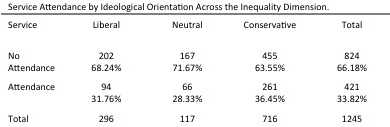 Service Attendance by Ideological Orientation Across the Inequality Dimension.
Service Liberal Neutral Conservative Total
No 202 167 455 824
Attendance 68.24% 71.67% 63.55% 66.18%
Attendance 94 66 261 421
31.76% 28.33% 36.45% 33.82%
Total 296 117 716 1245